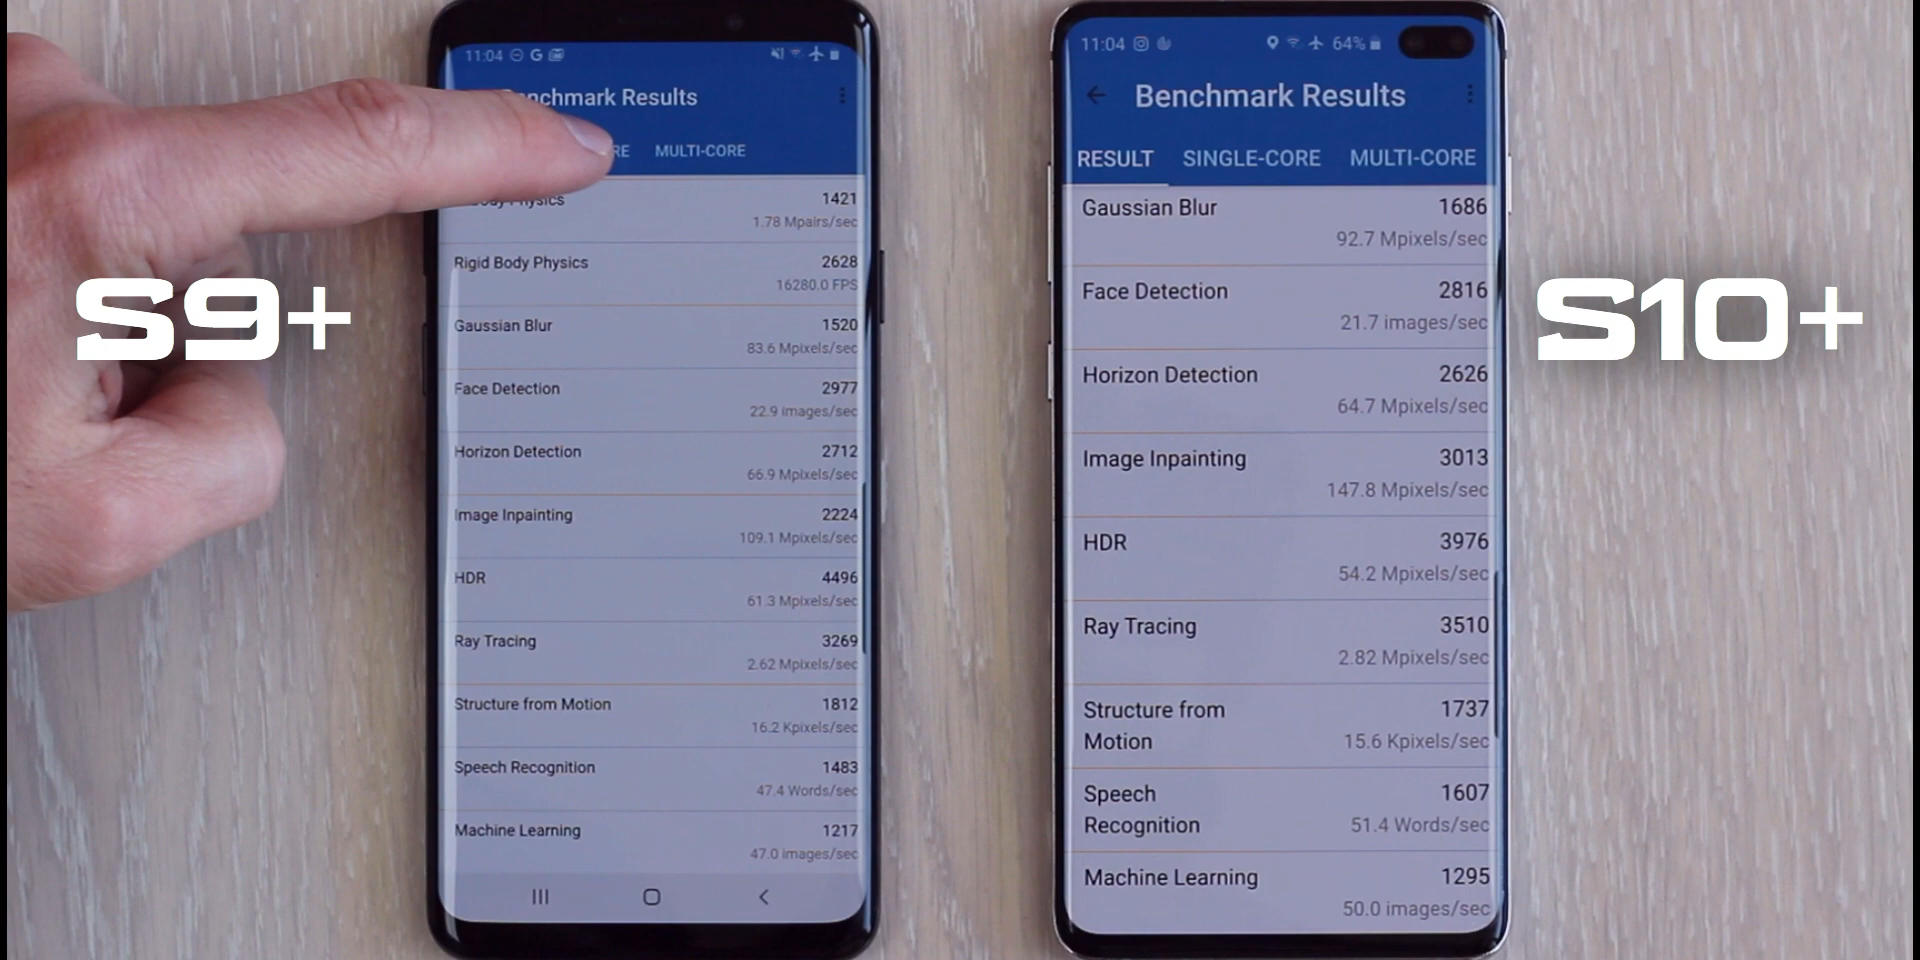 S9+
11:04 G
Benchmark Results
MULTI-CORE
Physics 1421
1.78 Mpairs/sec
Rigid Body Physics 2628
16280.0 FPS
Gaussian Blur 1520
83.6 Mpixels/sec
Face Detection 2977
22.9 images/sec
Horizon Detection 2712
66.9 Mpixels/sec
Image Inpainting 2224
109.1 Mpixels/sec
HDR 4496
61.3 Mpixels/sec
Ray Tracing 3269
2.62 Mpixels/sec
Structure from Motion 1812
16.2 Kpixels/sec
Speech Recognition 1483
47.4 Words/sec
Machine Learning 1217
47.0 images/sec
11:04 64%
Benchmark Results
RESULT SINGLE-CORE MULTI-CORE
Gaussian Blur 1686
92.7 Mpixels/sec
Face Detection 2816
21.7 images/sec
Horizon Detection 2626
64.7 Mpixels/sec
Image Inpainting 3013
147.8 Mpixels/sec
HDR 3976
54.2 Mpixels/sec
Ray Tracing 3510
2.82 Mpixels/sec
Structure from 1737
Motion 15.6 Kpixels/sec
Speech 1607
Recognition 51.4 Words/sec
Machine Learning 1295
50.0 images/sec
S10+